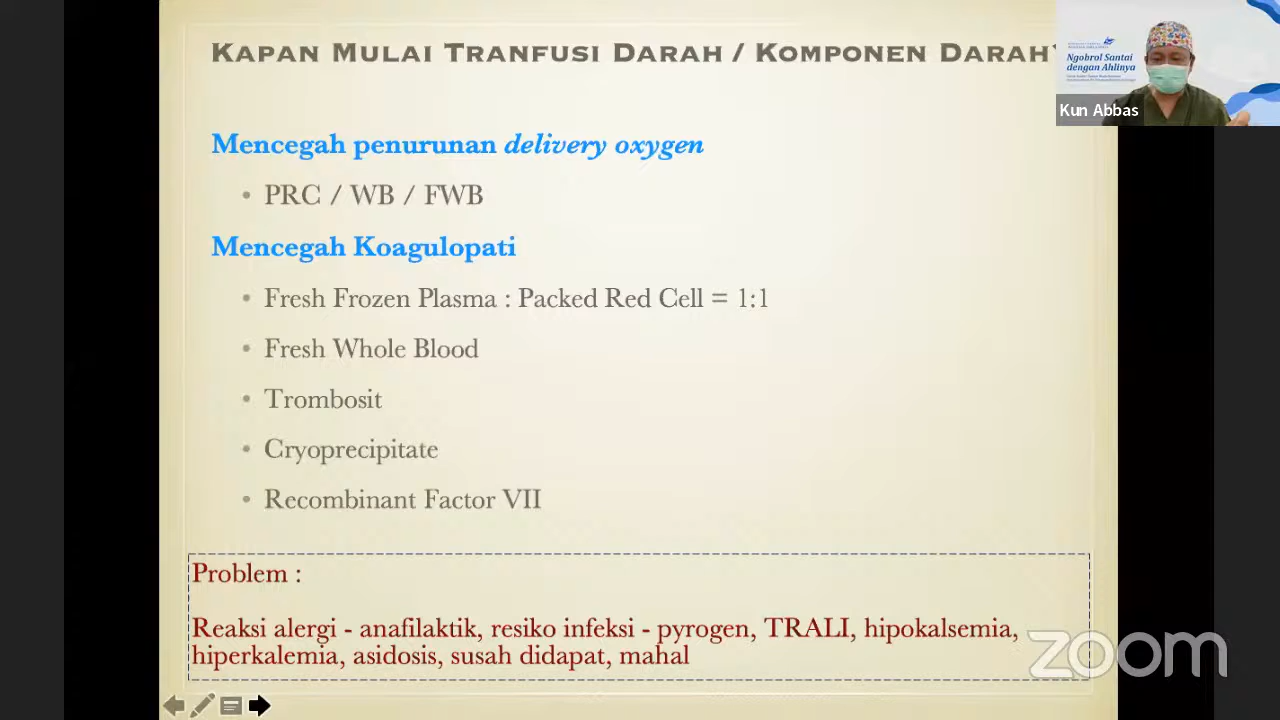 Kapan Mulai Tranfusi Darah / Komponen Darah?
Ngobrol Santai
dengan Ahlinya
Kun Abbas
Mencegah penurunan delivery oxygen
• PRC / WB / FWB
Mencegah Koagulopati
• Fresh Frozen Plasma : Packed Red Cell = 1:1
• Fresh Whole Blood
• Trombosit
• Cryoprecipitate
• Recombinant Factor VII
Problem :
Reaksi alergi - anafilaktik, resiko infeksi - pyrogen, TRALI, hipokalsemia,
hiperkalemia, asidosis, susah didapat, mahal
zoom